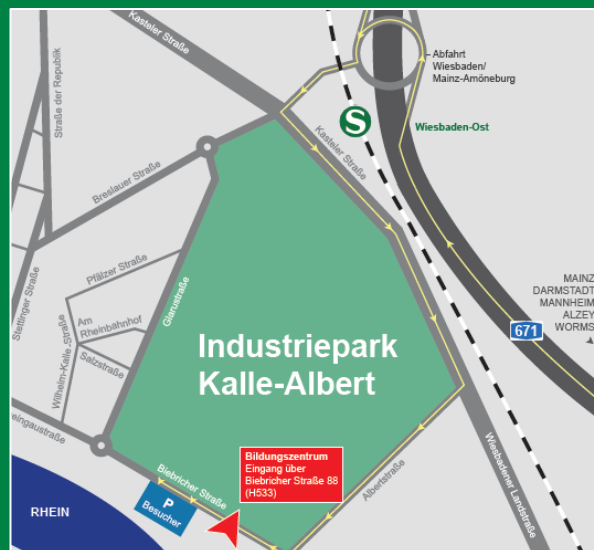 Kasteler Straße
Abfahrt
Wiesbaden/
Mainz-Amöneburg
Straße der Republik
S
Wiesbaden-Ost
Kasteler Straße
Breslauer Straße
Pfälzer Straße
Glarustraße
Stettinger Straße
Am
Rheinbahnhof
Wilhelm-Kalle-Straße
Salzstraße
MAINZ
DARMSTADT
MANNHEIM
ALZEY
WORMS
671
Industriepark
Kalle-Albert
eingaustraße
Wiesbadener Landstraße
Bildungszentrum
Eingang über
Biebricher Straße 88
(H533)
Albertstraße
Biebricher Straße
P
Besucher
RHEIN